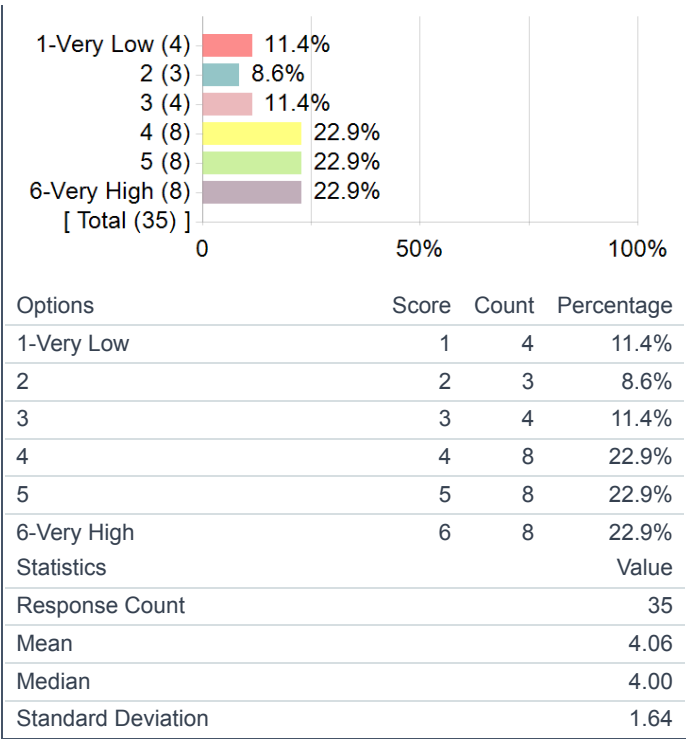 1-Very Low (4) 11.4%
2 (3) 8.6%
3 (4) 11.4%
4 (8) 22.9%
5 (8) 22.9%
6-Very High (8) 22.9%
[ Total (35) ]
0 50% 100%
Options Score Count Percentage
1-Very Low 1 4 11.4%
2 2 3 8.6%
3 3 4 11.4%
4 4 8 22.9%
5 5 8 22.9%
6-Very High 6 8 22.9%
Statistics Value
Response Count 35
Mean 4.06
Median 4.00
Standard Deviation 1.64